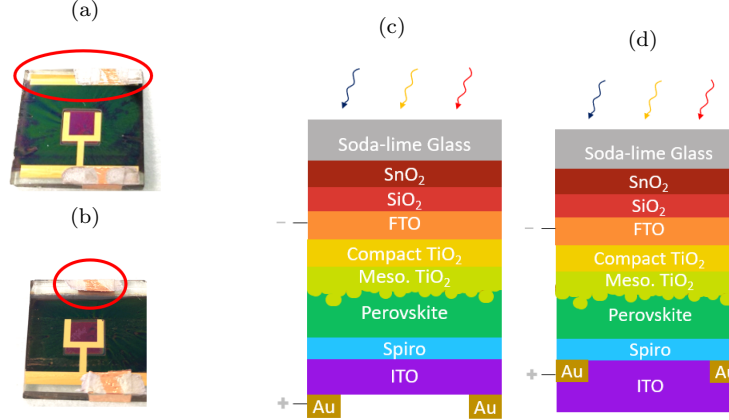 (a)
(b)
(c)
Soda-lime Glass
SnO₂
SiO₂
− FTO
Compact TiO₂
Meso. TiO₂
Perovskite
Spiro
ITO
+ Au Au
(d)
Soda-lime Glass
SnO₂
SiO₂
− FTO
Compact TiO₂
Meso. TiO₂
Perovskite
Spiro
+ Au Au
ITO